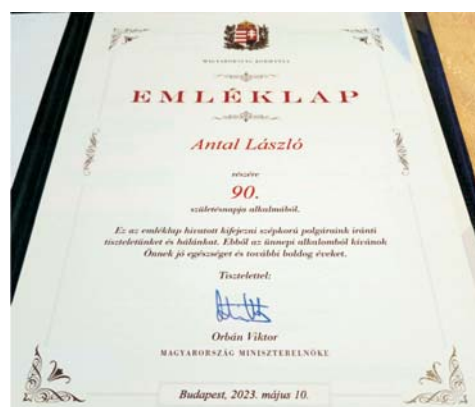 MAGYARORSZÁG KORMÁNYA
EMLÉKLAP
Antal László
részére
90.
születésnapja alkalmából.
Ez az emléklap hivatott kifejezni szépkorú polgáraink iránti
tiszteletünket és hálánkat. Ebből az ünnepi alkalomból kívánok
Önnek jó egészséget és további boldog éveket.
Tisztelettel:
Orbán Viktor
MAGYARORSZÁG MINISZTERELNÖKE
Budapest, 2023. május 10.